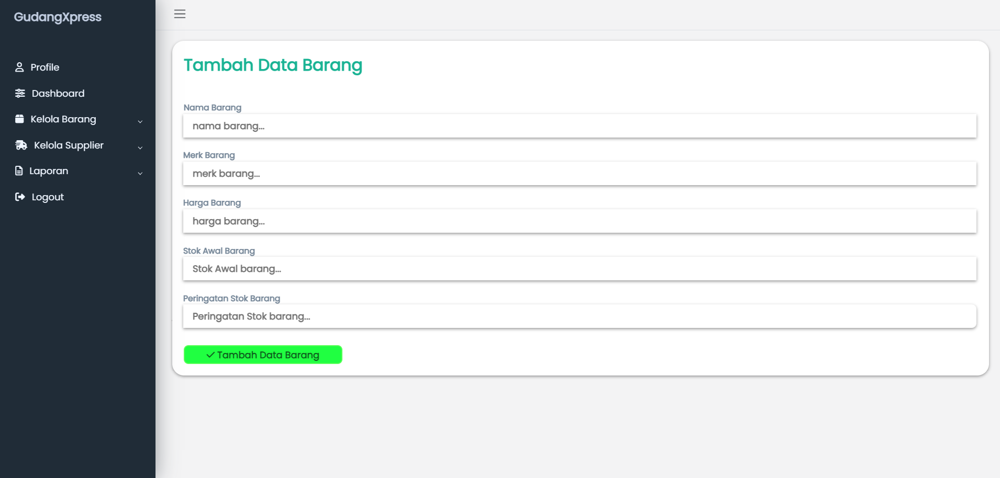 GudangXpress
Profile
Dashboard
Kelola Barang
Kelola Supplier
Laporan
Logout
Tambah Data Barang
Nama Barang
nama barang...
Merk Barang
merk barang...
Harga Barang
harga barang...
Stok Awal Barang
Stok Awal barang...
Peringatan Stok Barang
Peringatan Stok barang...
Tambah Data Barang